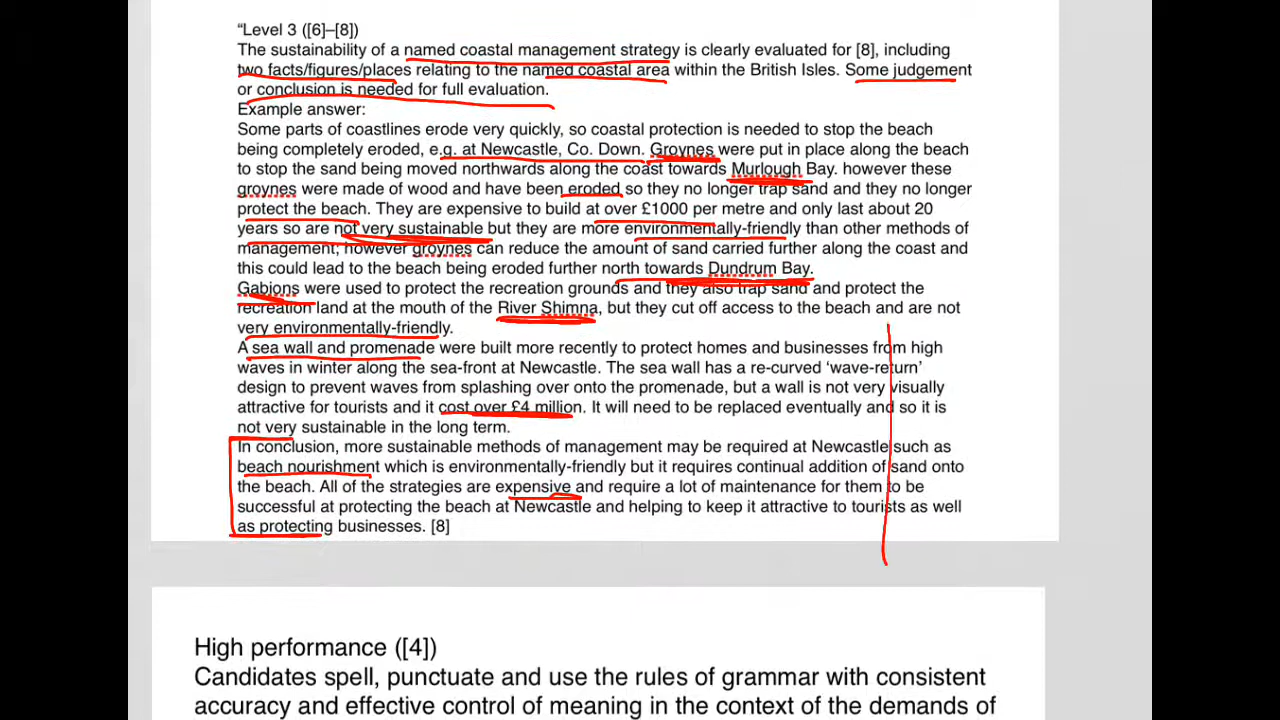 “Level 3 ([6]–[8])
The sustainability of a named coastal management strategy is clearly evaluated for [8], including
two facts/figures/places relating to the named coastal area within the British Isles. Some judgement
or conclusion is needed for full evaluation.
Example answer:
Some parts of coastlines erode very quickly, so coastal protection is needed to stop the beach
being completely eroded, e.g. at Newcastle, Co. Down. Groynes were put in place along the beach
to stop the sand being moved northwards along the coast towards Murlough Bay. however these
groynes were made of wood and have been eroded so they no longer trap sand and they no longer
protect the beach. They are expensive to build at over £1000 per metre and only last about 20
years so are not very sustainable but they are more environmentally-friendly than other methods of
management; however groynes can reduce the amount of sand carried further along the coast and
this could lead to the beach being eroded further north towards Dundrum Bay.
Gabions were used to protect the recreation grounds and they also trap sand and protect the
recreation land at the mouth of the River Shimna, but they cut off access to the beach and are not
very environmentally-friendly.
A sea wall and promenade were built more recently to protect homes and businesses from high
waves in winter along the sea-front at Newcastle. The sea wall has a re-curved ‘wave-return’
design to prevent waves from splashing over onto the promenade, but a wall is not very visually
attractive for tourists and it cost over £4 million. It will need to be replaced eventually and so it is
not very sustainable in the long term.
In conclusion, more sustainable methods of management may be required at Newcastle such as
beach nourishment which is environmentally-friendly but it requires continual addition of sand onto
the beach. All of the strategies are expensive and require a lot of maintenance for them to be
successful at protecting the beach at Newcastle and helping to keep it attractive to tourists as well
as protecting businesses. [8]
High performance ([4])
Candidates spell, punctuate and use the rules of grammar with consistent
accuracy and effective control of meaning in the context of the demands of